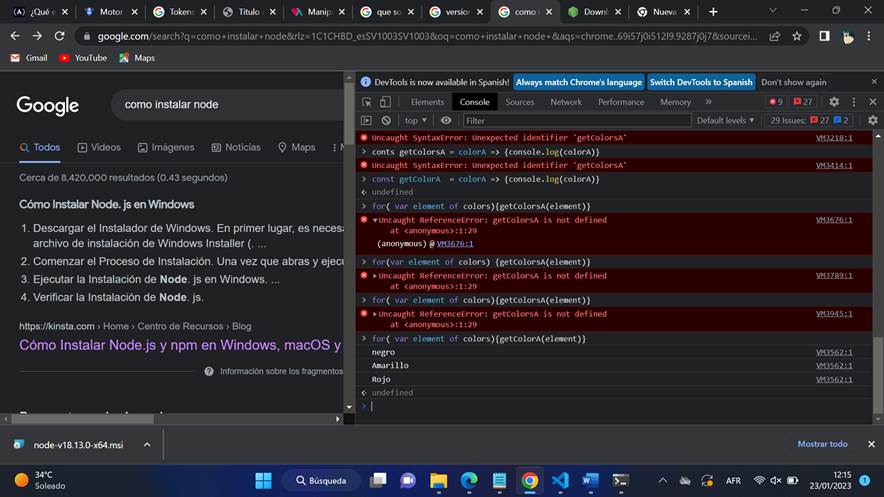 ¿Qué e
Motor
Tokens
Titulo
Manipu
que so
version
como i
Downl
Nueva
google.com/search?q=como+instalar+node&rlz=1C1CHBD_esSV1003SV1003&oq=como+instalar+node+&aqs=chrome..69i57j0i512l9.9287j0j7&sourcei...
Gmail
YouTube
Maps
DevTools is now available in Spanish!
Always match Chrome's language
Switch DevTools to Spanish
Don't show again
Elements
Console
Sources
Network
Performance
Memory
9
27
top
Filter
Default levels
29 Issues:
27
2
Google
como instalar node
Todos
Videos
Imágenes
Noticias
Maps
Cerca de 8,420,000 resultados (0.43 segundos)
Cómo Instalar Node. js en Windows
1. Descargar el Instalador de Windows. En primer lugar, es necesa
archivo de instalación de Windows Installer (. ...
2. Comenzar el Proceso de Instalación. Una vez que abras y ejecu
3. Ejecutar la Instalación de Node. js en Windows. ...
4. Verificar la Instalación de Node. js.
https://kinsta.com › Home › Centro de Recursos › Blog
Cómo Instalar Node.js y npm en Windows, macOS y
Información sobre los fragmentos
Uncaught SyntaxError: Unexpected identifier 'getColorsA'
VM3218:1
conts getColorsA = colorA => {console.log(colorA)}
Uncaught SyntaxError: Unexpected identifier 'getColorsA'
VM3414:1
const getColorA = colorA => {console.log(colorA)}
undefined
for( var element of colors){getColorsA(element)}
Uncaught ReferenceError: getColorsA is not defined
VM3676:1
at <anonymous>:1:29
(anonymous) @ VM3676:1
for(var element of colors) {getColorsA(element)}
Uncaught ReferenceError: getColorsA is not defined
VM3789:1
at <anonymous>:1:29
for( var element of colors){getColorsA(element)}
Uncaught ReferenceError: getColorsA is not defined
VM3945:1
at <anonymous>:1:29
for( var element of colors){getColorA(element)}
negro
VM3562:1
Amarillo
VM3562:1
Rojo
VM3562:1
undefined
node-v18.13.0-x64.msi
Mostrar todo
34°C
Soleado
Búsqueda
AFR
12:15
23/01/2023
1